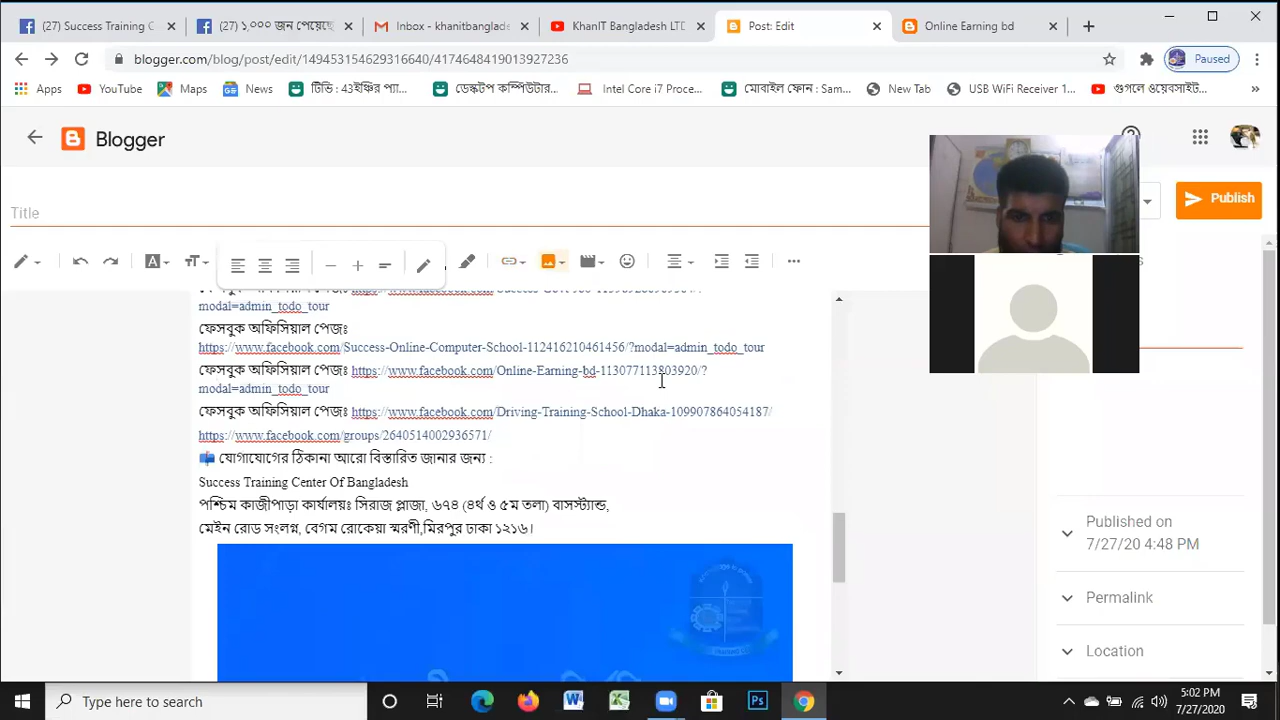 (27) Success Training C
(27) ১,০০০ জন পেয়েছে
Inbox - khanitbanglade
KhanIT Bangladesh LTD
Post: Edit
Online Earning bd
blogger.com/blog/post/edit/149453154629316640/4174648419013927236
Paused
Apps
YouTube
Maps
News
টিভি : 43ইঞ্চির প্যা...
ডেস্কটপ কম্পিউটার...
Intel Core i7 Proce...
মোবাইল ফোন : Sam...
New Tab
USB WiFi Receiver 1...
গুগলে ওয়েবসাইট...
Blogger
Title
Publish
modal=admin_todo_tour
ফেসবুক অফিসিয়াল পেজঃ
https://www.facebook.com/Success-Online-Computer-School-112416210461456/?modal=admin_todo_tour
ফেসবুক অফিসিয়াল পেজঃ https://www.facebook.com/Online-Earning-bd-113077113803920/?
modal=admin_todo_tour
ফেসবুক অফিসিয়াল পেজঃ https://www.facebook.com/Driving-Training-School-Dhaka-109907864054187/
https://www.facebook.com/groups/2640514002936571/
📫 যোগাযোগের ঠিকানা আরো বিস্তারিত জানার জন্য :
Success Training Center Of Bangladesh
পশ্চিম কাজীপাড়া কার্যালয়ঃ সিরাজ প্লাজা, ৬৭৪ (৪র্থ ও ৫ম তলা) বাসস্ট্যান্ড,
মেইন রোড সংলগ্ন, বেগম রোকেয়া স্মরণী,মিরপুর ঢাকা ১২১৬।
Published on
7/27/20 4:48 PM
Permalink
Location
Type here to search
5:02 PM
7/27/2020